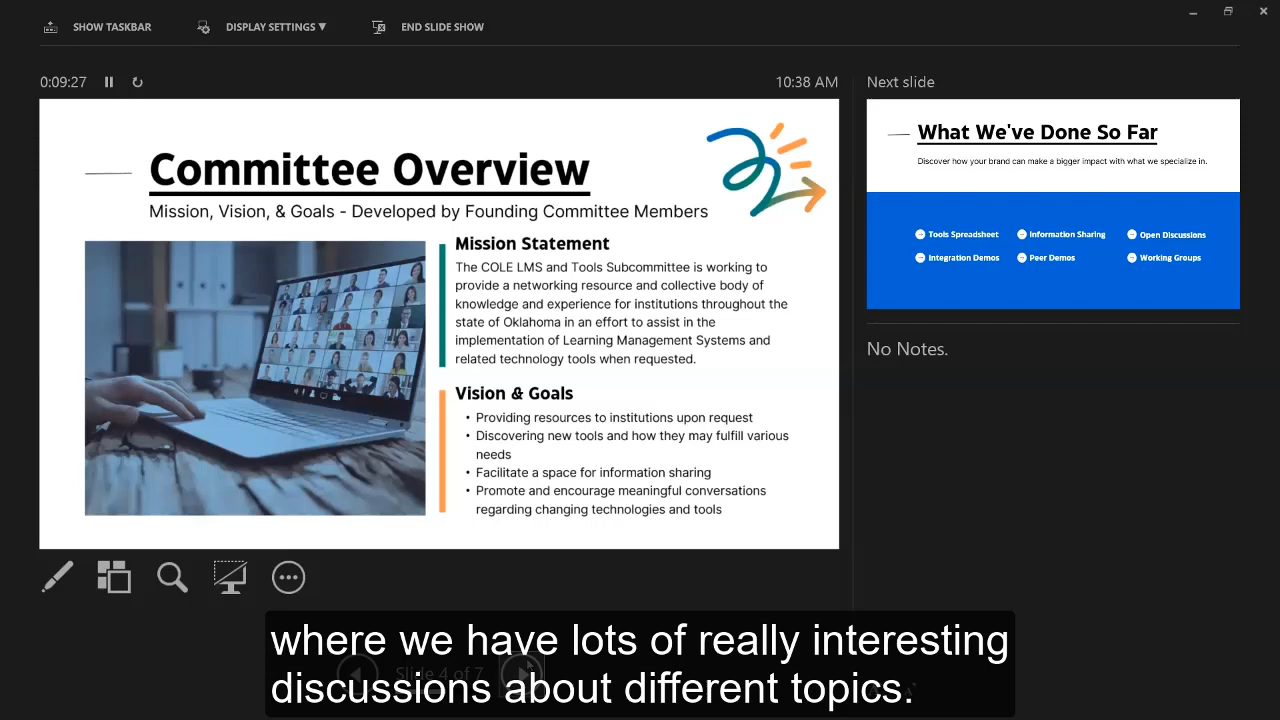 SHOW TASKBAR
DISPLAY SETTINGS ▼
END SLIDE SHOW
0:09:27
10:38 AM
Next slide
Committee Overview
Mission, Vision, & Goals - Developed by Founding Committee Members
Mission Statement
The COLE LMS and Tools Subcommittee is working to
provide a networking resource and collective body of
knowledge and experience for institutions throughout the
state of Oklahoma in an effort to assist in the
implementation of Learning Management Systems and
related technology tools when requested.
Vision & Goals
• Providing resources to institutions upon request
• Discovering new tools and how they may fulfill various
needs
• Facilitate a space for information sharing
• Promote and encourage meaningful conversations
regarding changing technologies and tools
What We've Done So Far
Discover how your brand can make a bigger impact with what we specialize in.
Tools Spreadsheet
Information Sharing
Open Discussions
Integration Demos
Peer Demos
Working Groups
No Notes.
Slide 4 of 7
where we have lots of really interesting
discussions about different topics.